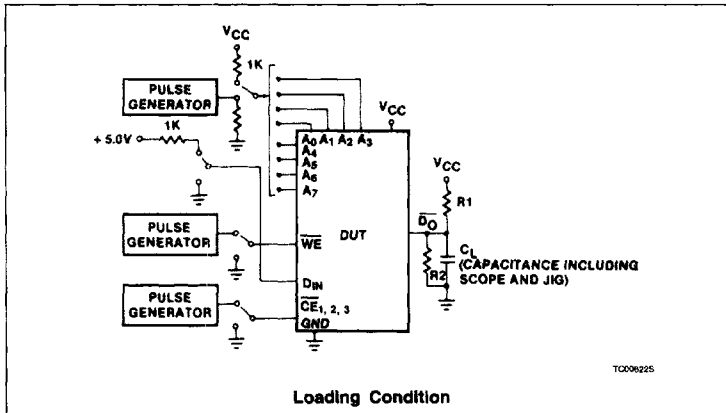 VCC
1K
PULSE
GENERATOR
1K
+ 5.0V
VCC
A0 A1 A2 A3
A4
A5
A6
A7
VCC
R1
DO
DUT
CL
(CAPACITANCE INCLUDING
SCOPE AND JIG)
R2
PULSE
GENERATOR
WE
DIN
PULSE
GENERATOR
CE1, 2, 3
GND
TC00822S
Loading Condition